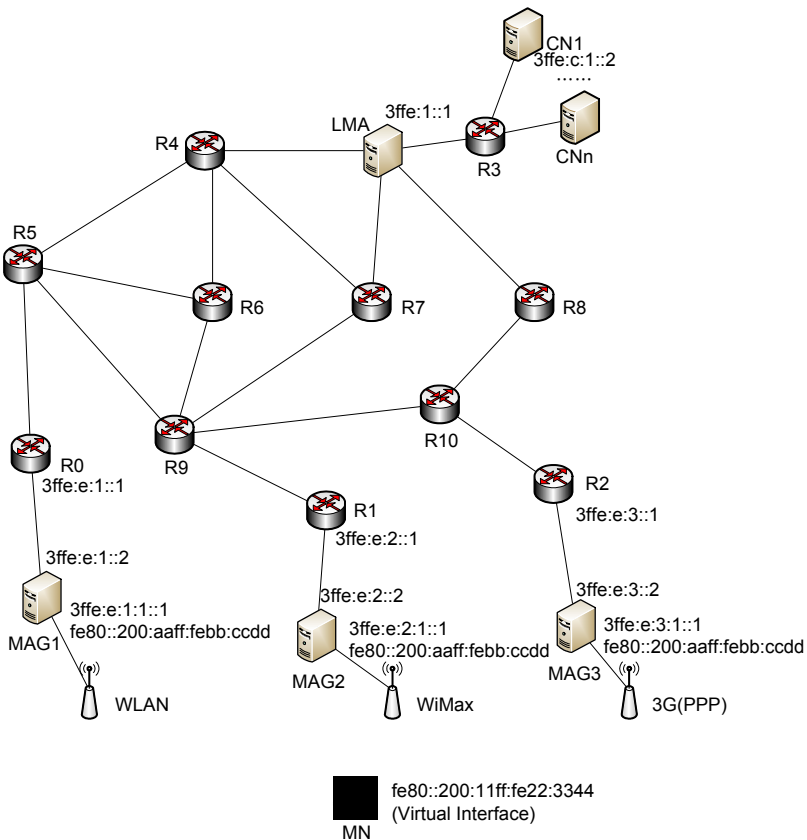 CN1
3ffe:c:1::2
......
3ffe:1::1
LMA
R4
R3
CNn
R5
R6
R7
R8
R9
R10
R0
3ffe:e:1::1
R2
R1
3ffe:e:3::1
3ffe:e:2::1
3ffe:e:1::2
3ffe:e:2::2
3ffe:e:3::2
3ffe:e:1:1::1
fe80::200:aaff:febb:ccdd
MAG1
3ffe:e:2:1::1
fe80::200:aaff:febb:ccdd
MAG2
3ffe:e:3:1::1
fe80::200:aaff:febb:ccdd
MAG3
WLAN
WiMax
3G(PPP)
fe80::200:11ff:fe22:3344
(Virtual Interface)
MN